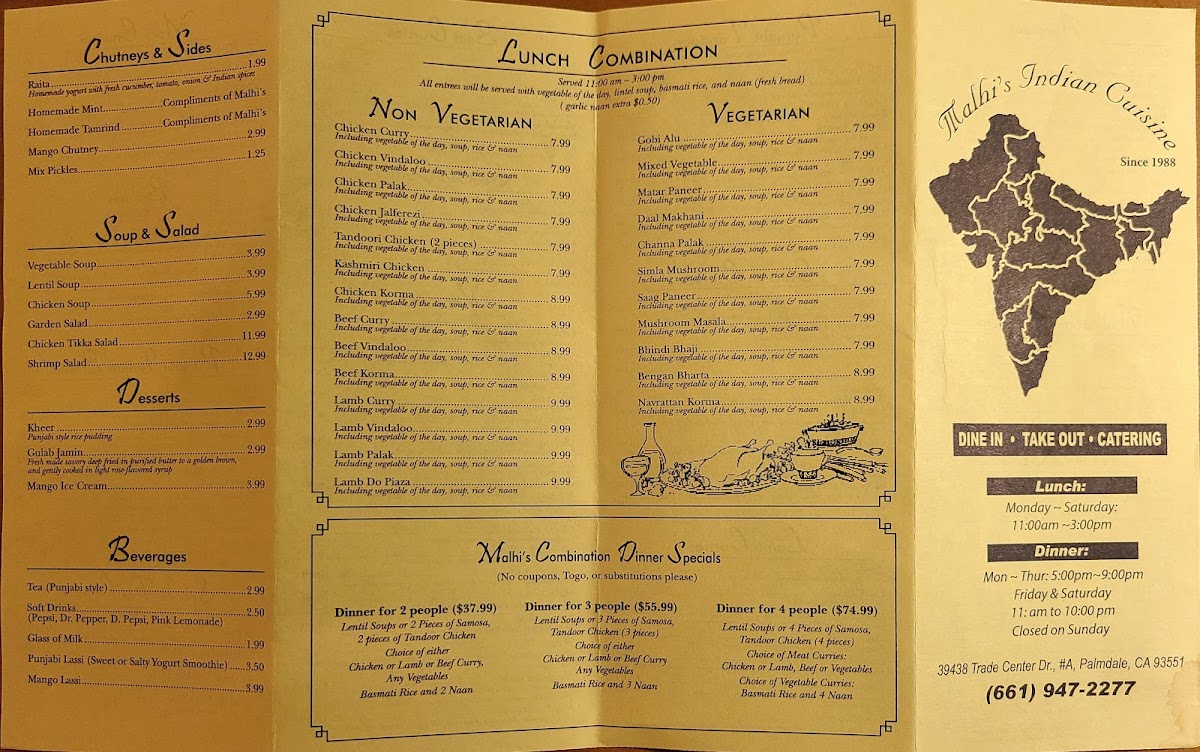 Chutneys & Sides
Raita 1.99
Homemade yogurt with fresh cucumber, tomato, onion & Indian spices
Homemade Mint Compliments of Malhi's
Homemade Tamrind Compliments of Malhi's
Mango Chutney 2.99
Mix Pickles 1.25
Soup & Salad
Vegetable Soup 3.99
Lentil Soup 3.99
Chicken Soup 5.99
Garden Salad 2.99
Chicken Tikka Salad 11.99
Shrimp Salad 12.99
Desserts
Kheer 2.99
Punjabi style rice pudding
Gulab Jamin 2.99
Fresh made savory deep fried in purified butter to a golden brown,
and gently cooked in light rose-flavored syrup
Mango Ice Cream 3.99
Beverages
Tea (Punjabi style) 2.99
Soft Drinks 2.50
(Pepsi, Dr. Pepper, D. Pepsi, Pink Lemonade)
Glass of Milk 1.99
Punjabi Lassi (Sweet or Salty Yogurt Smoothie) 3.50
Mango Lassi 3.99
Lunch Combination
Served 11:00 am – 3:00 pm
All entrees will be served with vegetable of the day, lintel soup, basmati rice, and naan (fresh bread)
( garlic naan extra $0.50)
Non Vegetarian
Chicken Curry 7.99
Including vegetable of the day, soup, rice & naan
Chicken Vindaloo 7.99
Including vegetable of the day, soup, rice & naan
Chicken Palak 7.99
Including vegetable of the day, soup, rice & naan
Chicken Jalferezi 7.99
Including vegetable of the day, soup, rice & naan
Tandoori Chicken (2 pieces) 7.99
Including vegetable of the day, soup, rice & naan
Kashmiri Chicken 7.99
Including vegetable of the day, soup, rice & naan
Chicken Korma 8.99
Including vegetable of the day, soup, rice & naan
Beef Curry 8.99
Including vegetable of the day, soup, rice & naan
Beef Vindaloo 8.99
Including vegetable of the day, soup, rice & naan
Beef Korma 8.99
Including vegetable of the day, soup, rice & naan
Lamb Curry 9.99
Including vegetable of the day, soup, rice & naan
Lamb Vindaloo 9.99
Including vegetable of the day, soup, rice & naan
Lamb Palak 9.99
Including vegetable of the day, soup, rice & naan
Lamb Do Piaza 9.99
Including vegetable of the day, soup, rice & naan
Vegetarian
Gobi Alu 7.99
Including vegetable of the day, soup, rice & naan
Mixed Vegetable 7.99
Including vegetable of the day, soup, rice & naan
Matar Paneer 7.99
Including vegetable of the day, soup, rice & naan
Daal Makhani 7.99
Including vegetable of the day, soup, rice and naan
Channa Palak 7.99
Including vegetable of the day, soup, rice and naan
Simla Mushroom 7.99
Including vegetable of the day, soup, rice & naan
Saag Paneer 7.99
Including vegetable of the day, soup, rice & naan
Mushroom Masala 7.99
Including vegetable of the day, soup, rice & naan
Bhindi Bhaji 7.99
Including vegetable of the day, soup, rice & naan
Bengan Bharta 8.99
Including vegetable of the day, soup, rice & naan
Navrattan Korma 8.99
Including vegetable of the day, soup, rice & naan
Malhi's Combination Dinner Specials
(No coupons, Togo, or substitutions please)
Dinner for 2 people ($37.99)
Lentil Soups or 2 Pieces of Samosa,
2 pieces of Tandoor Chicken
Choice of either
Chicken or Lamb or Beef Curry,
Any Vegetables
Basmati Rice and 2 Naan
Dinner for 3 people ($55.99)
Lentil Soups or 3 Pieces of Samosa,
Tandoor Chicken (3 pieces)
Choice of either
Chicken or Lamb or Beef Curry
Any Vegetables
Basmati Rice and 3 Naan
Dinner for 4 people ($74.99)
Lentil Soups or 4 Pieces of Samosa,
Tandoor Chicken (4 pieces)
Choice of Meat Curries:
Chicken or Lamb, Beef or Vegetables
Choice of Vegetable Curries:
Basmati Rice and 4 Naan
Malhi's Indian Cuisine
Since 1988
DINE IN • TAKE OUT • CATERING
Lunch:
Monday ~ Saturday:
11:00am ~3:00pm
Dinner:
Mon ~ Thur: 5:00pm~9:00pm
Friday & Saturday
11: am to 10:00 pm
Closed on Sunday
39438 Trade Center Dr., #A, Palmdale, CA 93551
(661) 947-2277